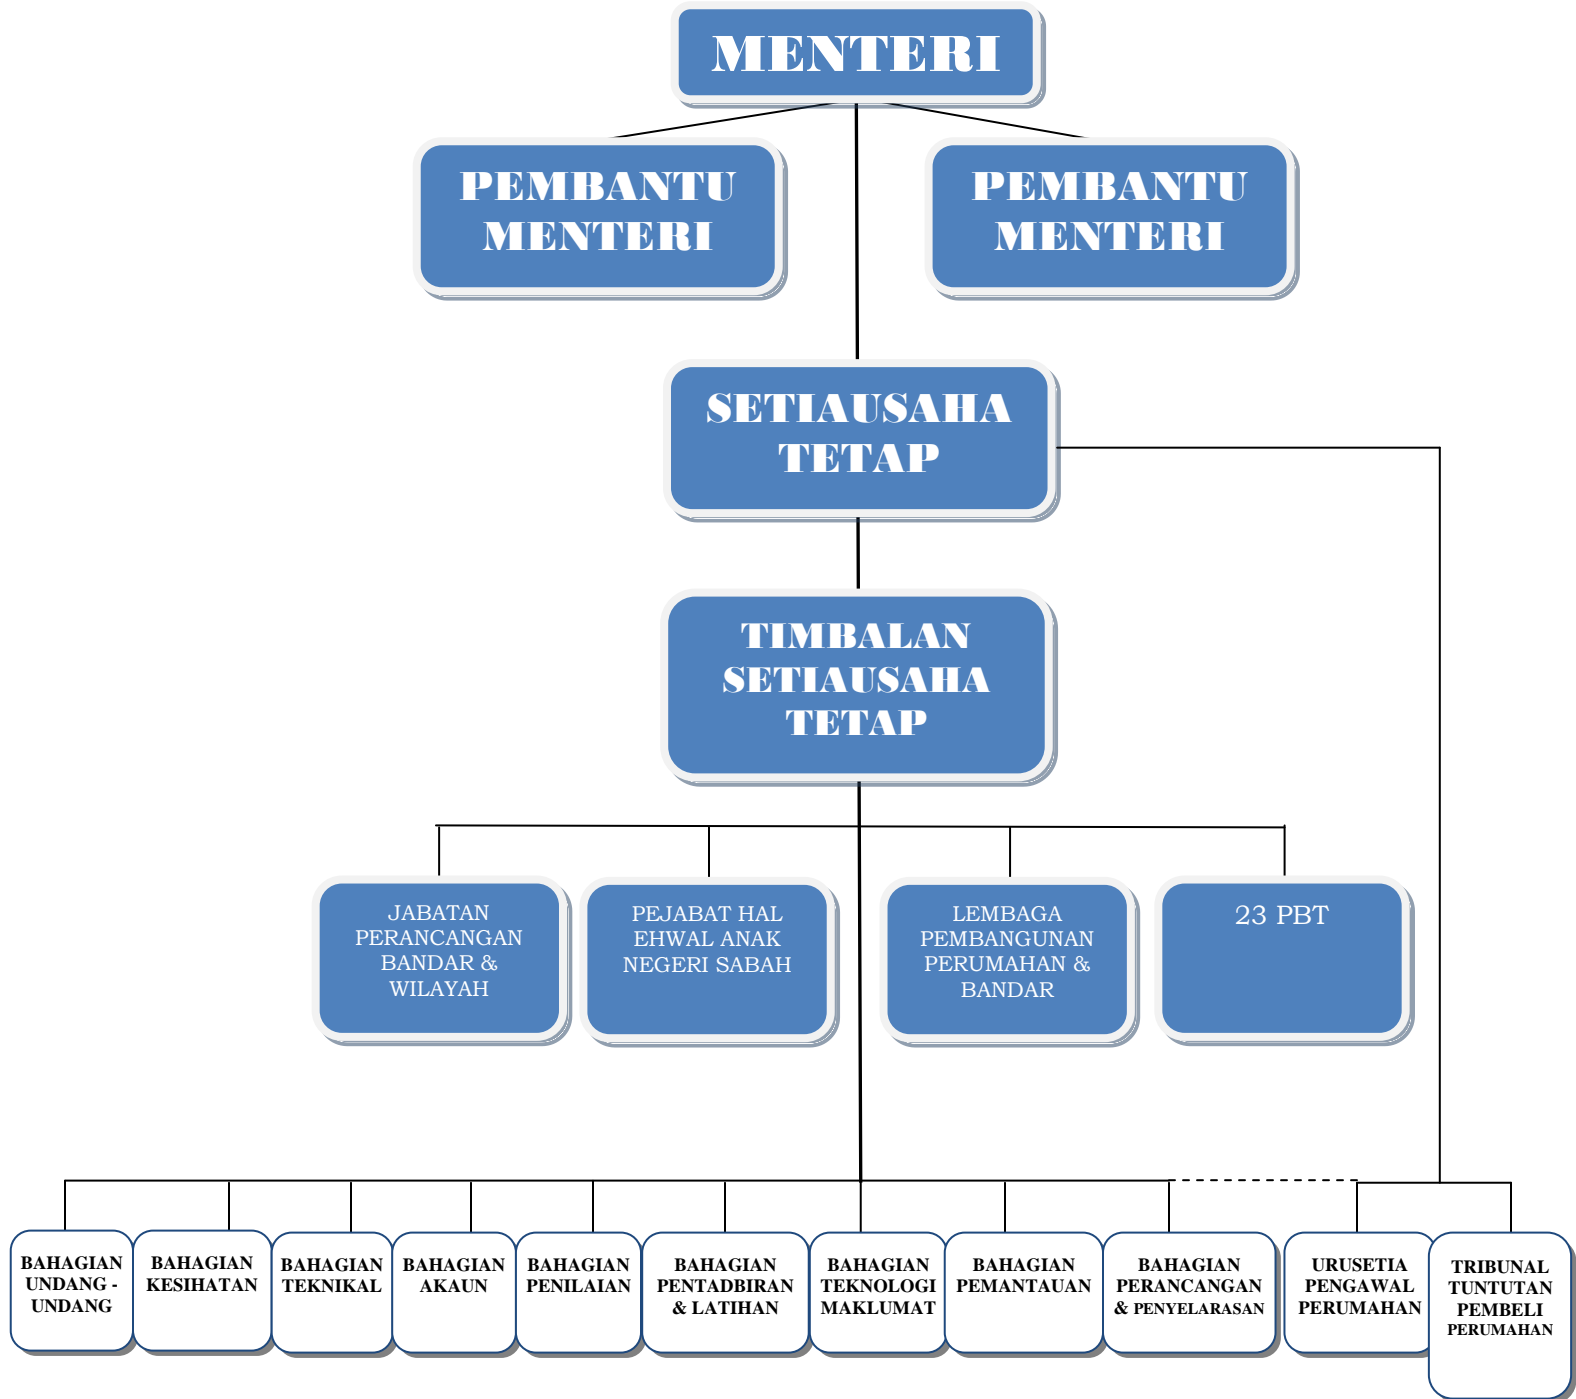 MENTERI
PEMBANTU
MENTERI
PEMBANTU
MENTERI
SETIAUSAHA
TETAP
TIMBALAN
SETIAUSAHA
TETAP
JABATAN
PERANCANGAN
BANDAR &
WILAYAH
PEJABAT HAL
EHWAL ANAK
NEGERI SABAH
LEMBAGA
PEMBANGUNAN
PERUMAHAN &
BANDAR
23 PBT
BAHAGIAN
UNDANG -
UNDANG
BAHAGIAN
KESIHATAN
BAHAGIAN
TEKNIKAL
BAHAGIAN
AKAUN
BAHAGIAN
PENILAIAN
BAHAGIAN
PENTADBIRAN
& LATIHAN
BAHAGIAN
TEKNOLOGI
MAKLUMAT
BAHAGIAN
PEMANTAUAN
BAHAGIAN
PERANCANGAN
& PENYELARASAN
URUSETIA
PENGAWAL
PERUMAHAN
TRIBUNAL
TUNTUTAN
PEMBELI
PERUMAHAN